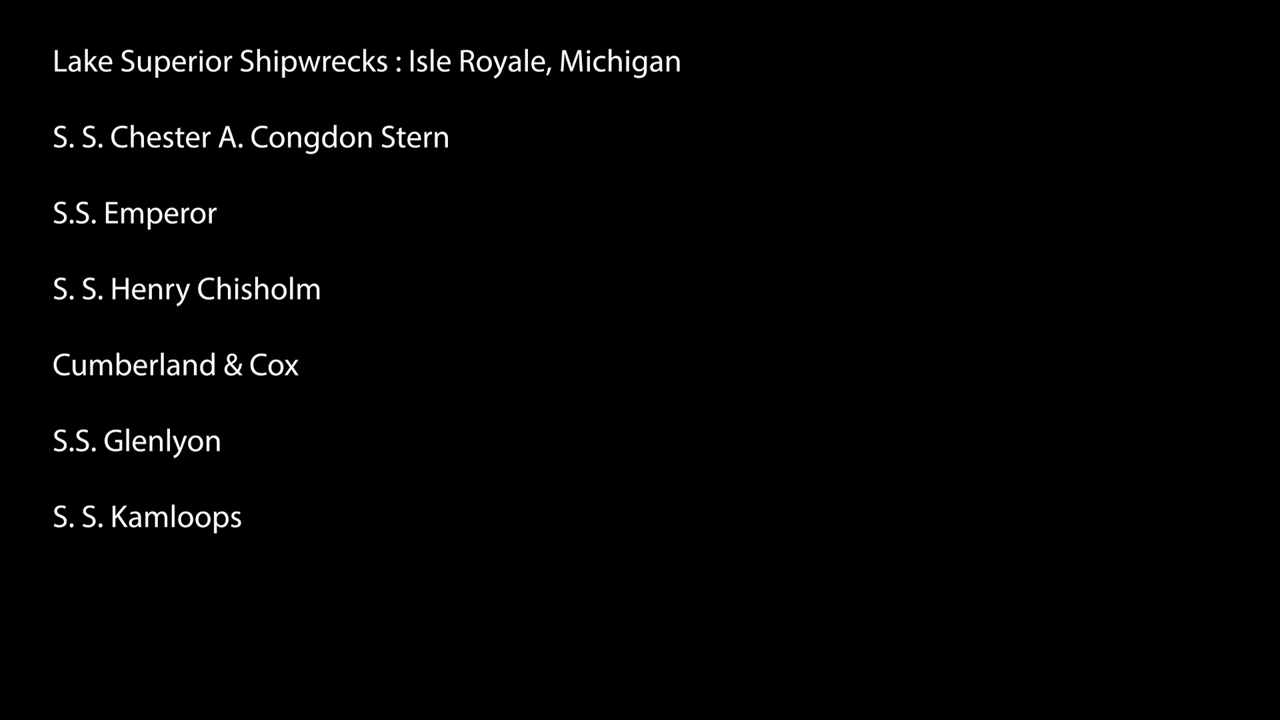 Lake Superior Shipwrecks : Isle Royale, Michigan
S. S. Chester A. Congdon Stern
S.S. Emperor
S. S. Henry Chisholm
Cumberland & Cox
S.S. Glenlyon
S. S. Kamloops